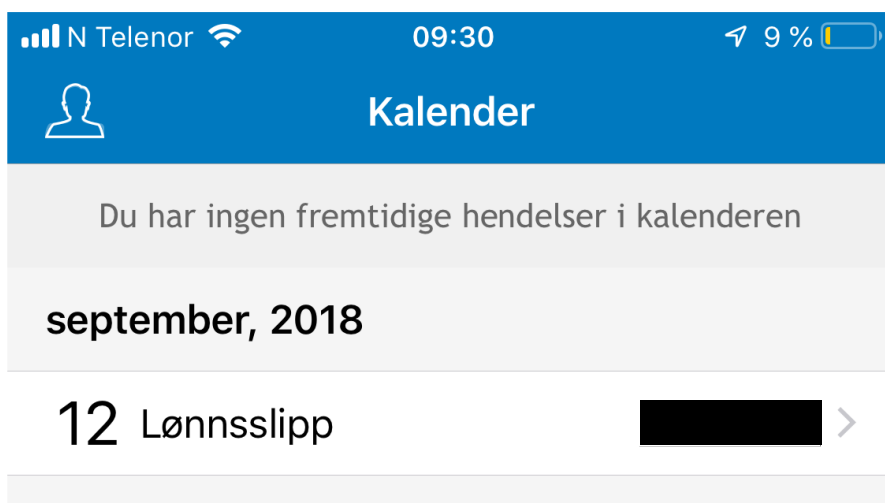 N Telenor 09:30 9 %
Kalender
Du har ingen fremtidige hendelser i kalenderen
september, 2018
12 Lønnsslipp